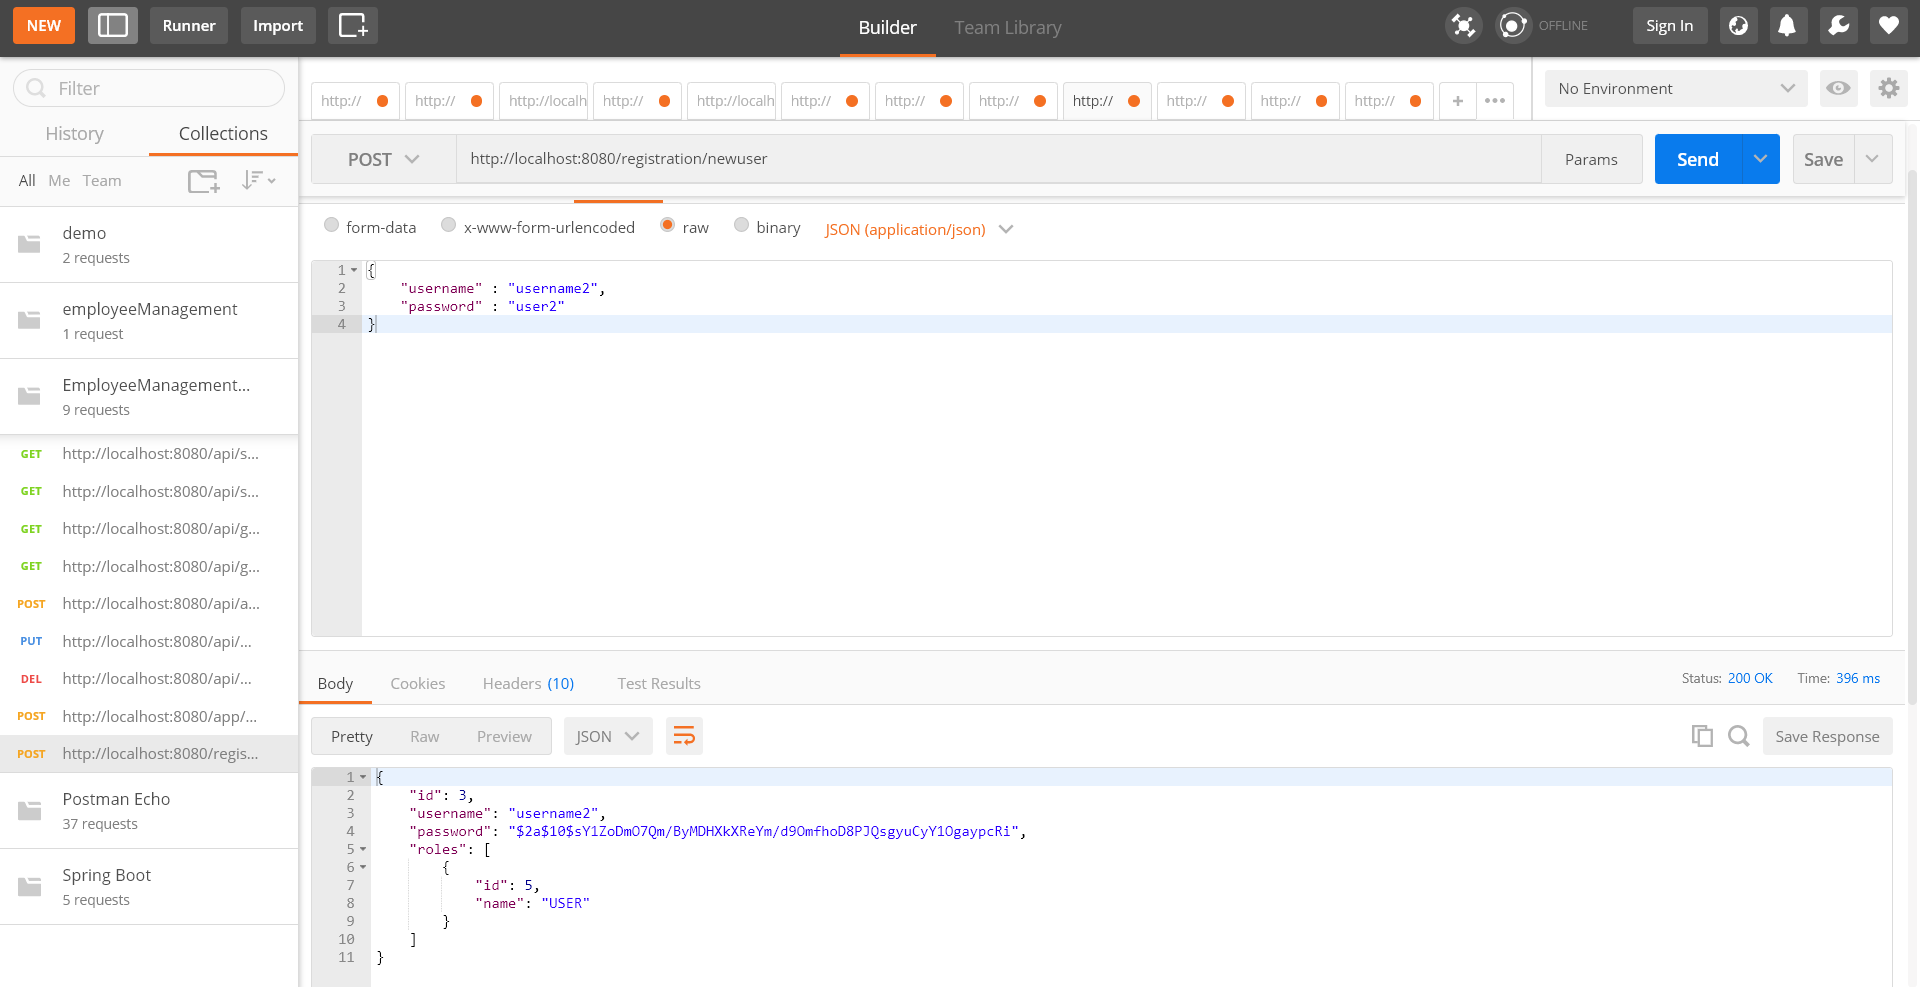 NEW Runner Import Builder Team Library OFFLINE Sign In
Filter
History Collections
All Me Team
demo
2 requests
employeeManagement
1 request
EmployeeManagement...
9 requests
GET http://localhost:8080/api/s...
GET http://localhost:8080/api/s...
GET http://localhost:8080/api/g...
GET http://localhost:8080/api/g...
POST http://localhost:8080/api/a...
PUT http://localhost:8080/api/...
DEL http://localhost:8080/api/...
POST http://localhost:8080/app/...
POST http://localhost:8080/regis...
Postman Echo
37 requests
Spring Boot
5 requests
http:// http:// http://localh http:// http://localh http:// http:// http:// http:// http:// http:// http:// + •••
No Environment
POST http://localhost:8080/registration/newuser Params Send Save
form-data x-www-form-urlencoded raw binary JSON (application/json)
1 {
2 "username" : "username2",
3 "password" : "user2"
4 }
Body Cookies Headers (10) Test Results Status: 200 OK Time: 396 ms
Pretty Raw Preview JSON Save Response
1 {
2 "id": 3,
3 "username": "username2",
4 "password": "$2a$10$sY1ZoDmO7Qm/ByMDHXkXReYm/d9OmfhoD8PJQsgyuCyY1OgaypcRi",
5 "roles": [
6 {
7 "id": 5,
8 "name": "USER"
9 }
10 ]
11 }